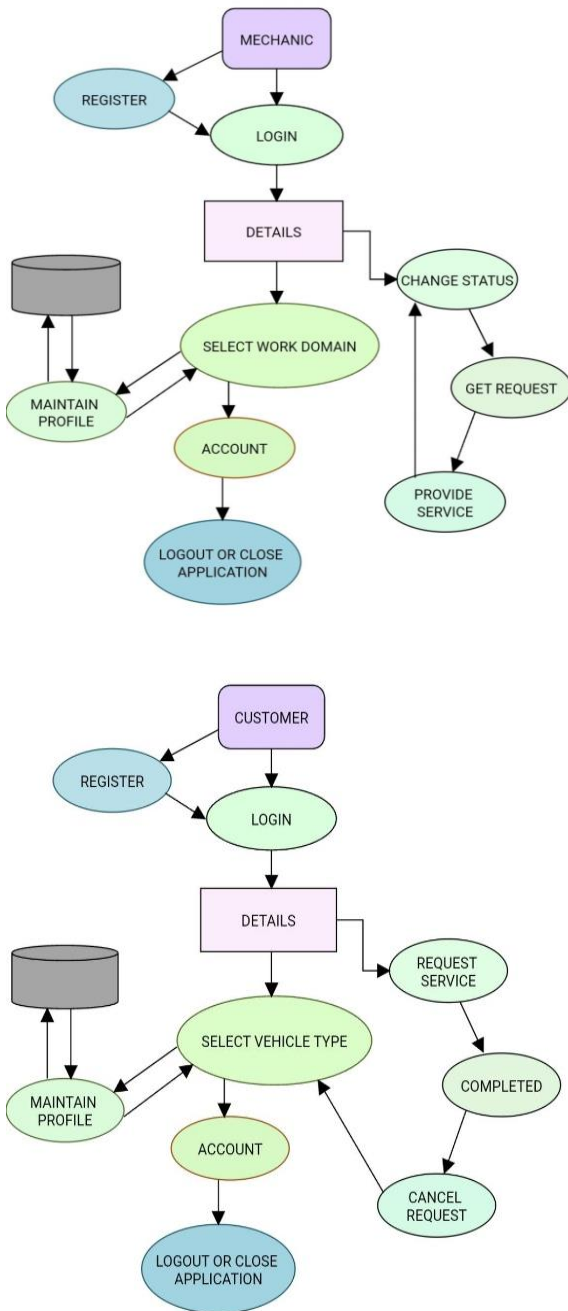 MECHANIC
REGISTER
LOGIN
DETAILS
CHANGE STATUS
SELECT WORK DOMAIN
GET REQUEST
MAINTAIN
PROFILE
ACCOUNT
PROVIDE
SERVICE
LOGOUT OR CLOSE
APPLICATION
CUSTOMER
REGISTER
LOGIN
DETAILS
REQUEST
SERVICE
SELECT VEHICLE TYPE
COMPLETED
MAINTAIN
PROFILE
ACCOUNT
CANCEL
REQUEST
LOGOUT OR CLOSE
APPLICATION